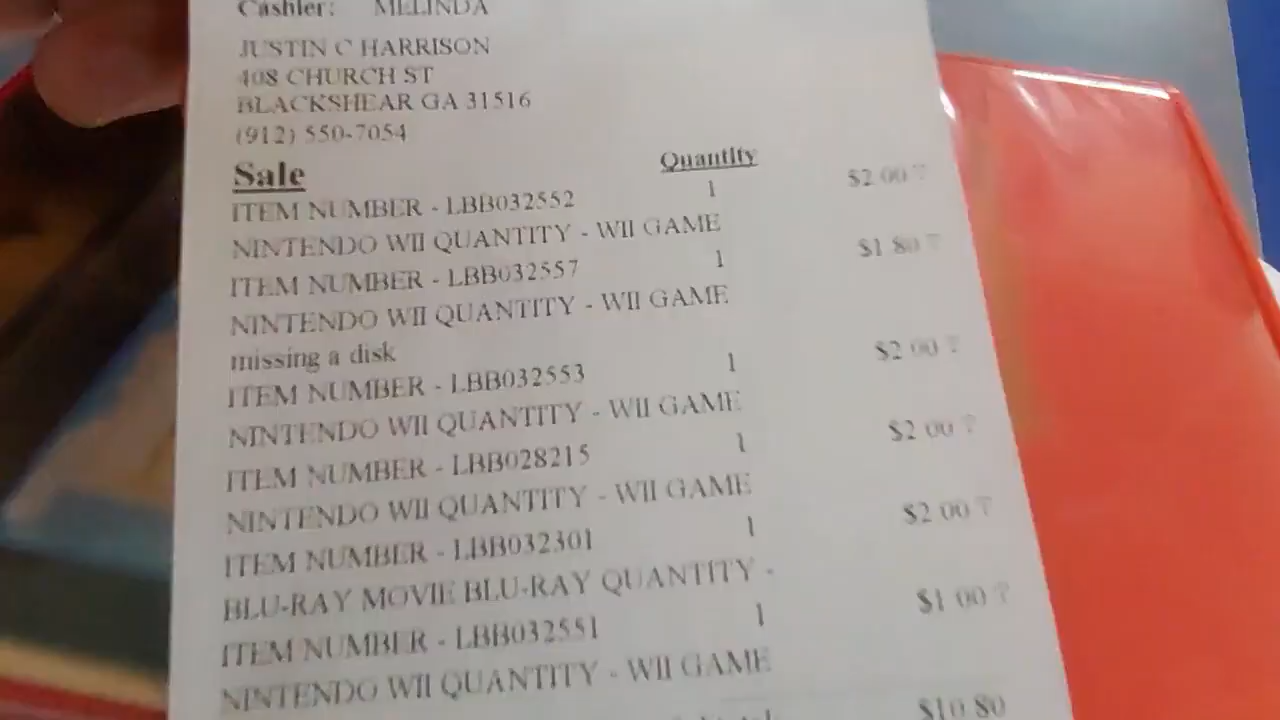 Cashier: MELINDA
JUSTIN C HARRISON
408 CHURCH ST
BLACKSHEAR GA 31516
(912) 550-7054
Sale Quantity
ITEM NUMBER - LBB032552 1 $2.00 T
NINTENDO WII QUANTITY - WII GAME
ITEM NUMBER - LBB032557 1 $1.80 T
NINTENDO WII QUANTITY - WII GAME
missing a disk
ITEM NUMBER - LBB032553 1 $2.00 T
NINTENDO WII QUANTITY - WII GAME
ITEM NUMBER - LBB028215 1 $2.00 T
NINTENDO WII QUANTITY - WII GAME
ITEM NUMBER - LBB032301 1 $2.00 T
BLU-RAY MOVIE BLU-RAY QUANTITY -
ITEM NUMBER - LBB032551 1 $1.00 T
NINTENDO WII QUANTITY - WII GAME
$10.80